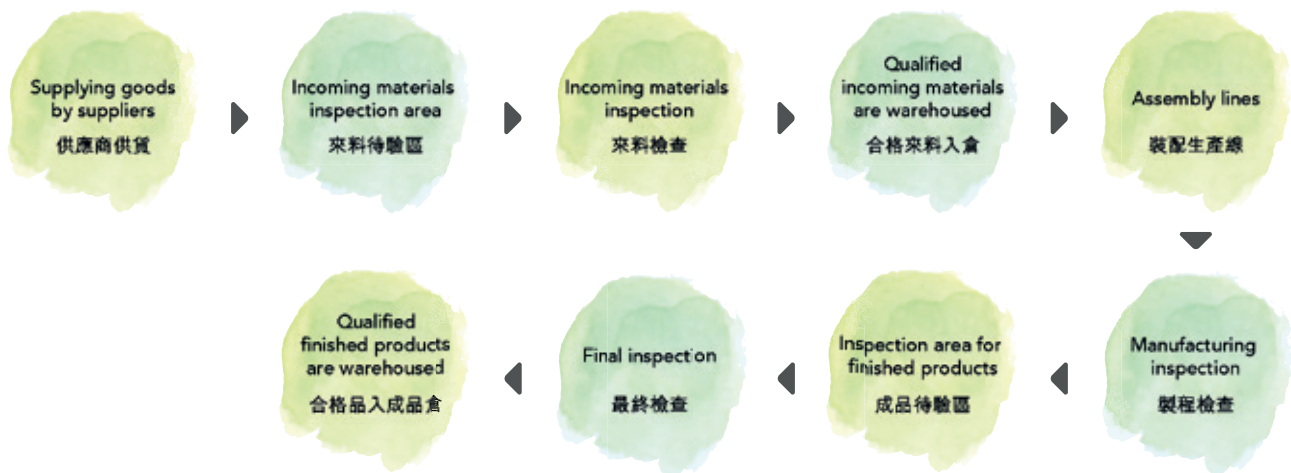 Supplying goods
by suppliers
供應商供貨
Incoming materials
inspection area
來料待驗區
Incoming materials
inspection
來料檢查
Qualified
incoming materials
are warehoused
合格來料入倉
Assembly lines
裝配生產線
Manufacturing
inspection
製程檢查
Inspection area for
finished products
成品待驗區
Final inspection
最終檢查
Qualified
finished products
are warehoused
合格品入成品倉